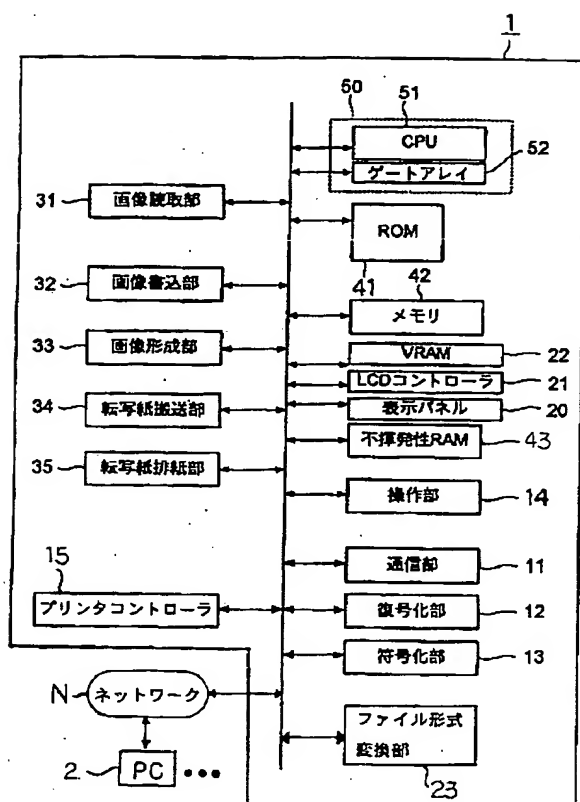 1
50
51
CPU
52
ゲートアレイ
31
画像読取部
ROM
41
42
32
画像書込部
メモリ
33
画像形成部
VRAM
22
LCDコントローラ
21
34
転写紙搬送部
表示パネル
20
不揮発性RAM
43
35
転写紙排紙部
操作部
14
15
通信部
11
プリンタコントローラ
復号化部
12
符号化部
13
N
ネットワーク
ファイル形式
変換部
2
PC
•••
23